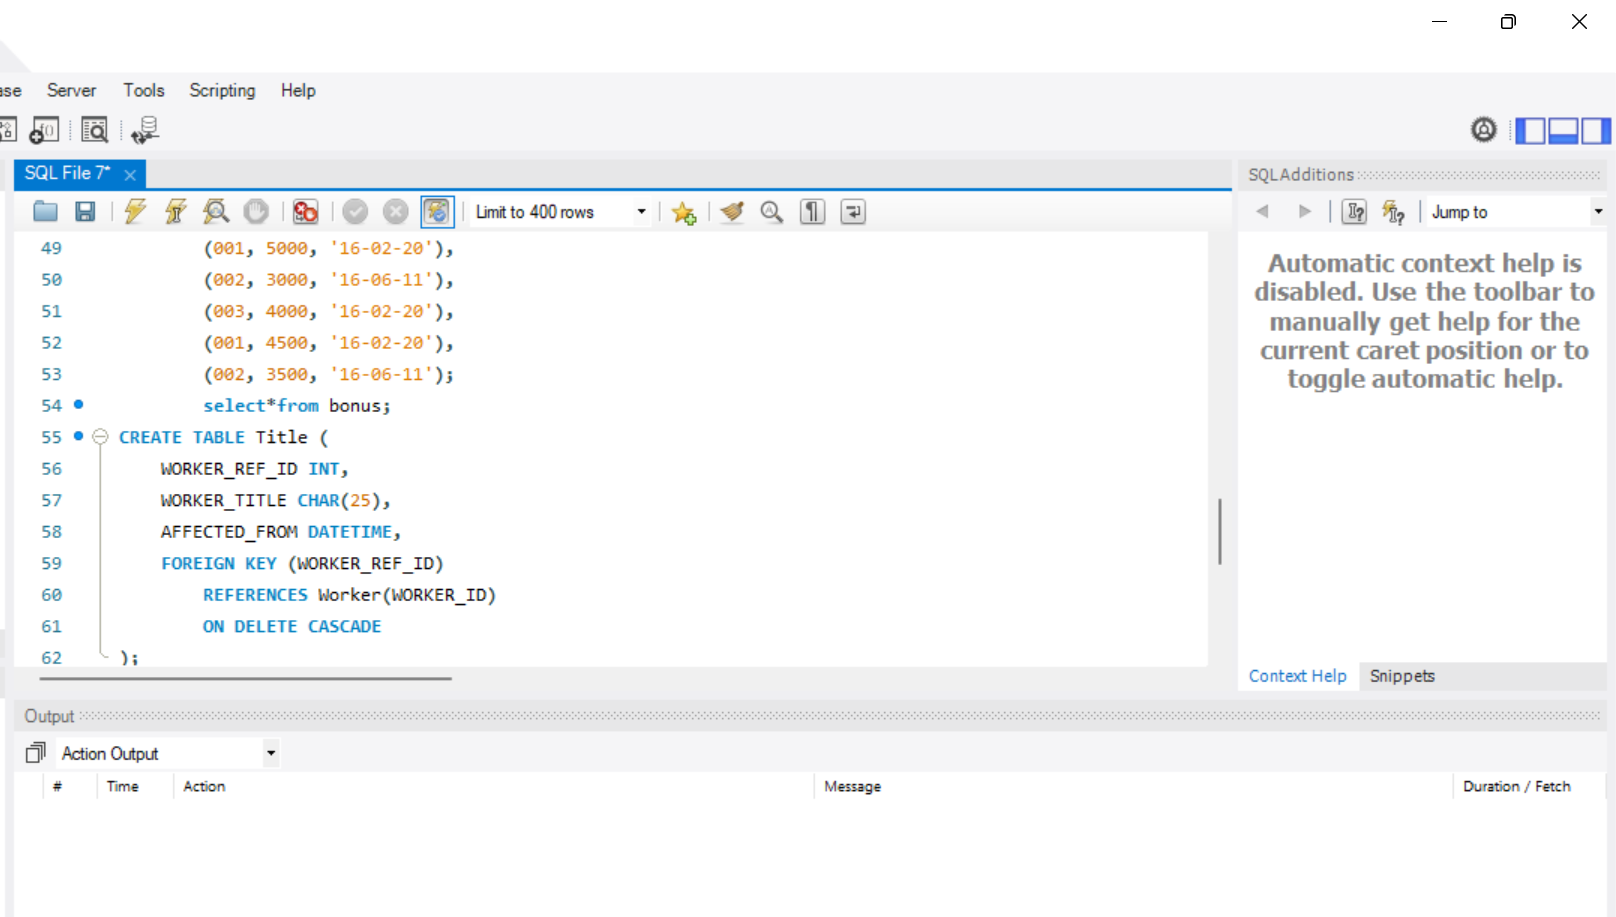 Server Tools Scripting Help
SQL File 7*
SQLAdditions
Limit to 400 rows
Jump to
49 (001, 5000, '16-02-20'),
50 (002, 3000, '16-06-11'),
51 (003, 4000, '16-02-20'),
52 (001, 4500, '16-02-20'),
53 (002, 3500, '16-06-11');
54 select*from bonus;
55 CREATE TABLE Title (
56 WORKER_REF_ID INT,
57 WORKER_TITLE CHAR(25),
58 AFFECTED_FROM DATETIME,
59 FOREIGN KEY (WORKER_REF_ID)
60 REFERENCES Worker(WORKER_ID)
61 ON DELETE CASCADE
62 );
Automatic context help is
disabled. Use the toolbar to
manually get help for the
current caret position or to
toggle automatic help.
Context Help Snippets
Output
Action Output
# Time Action Message Duration / Fetch